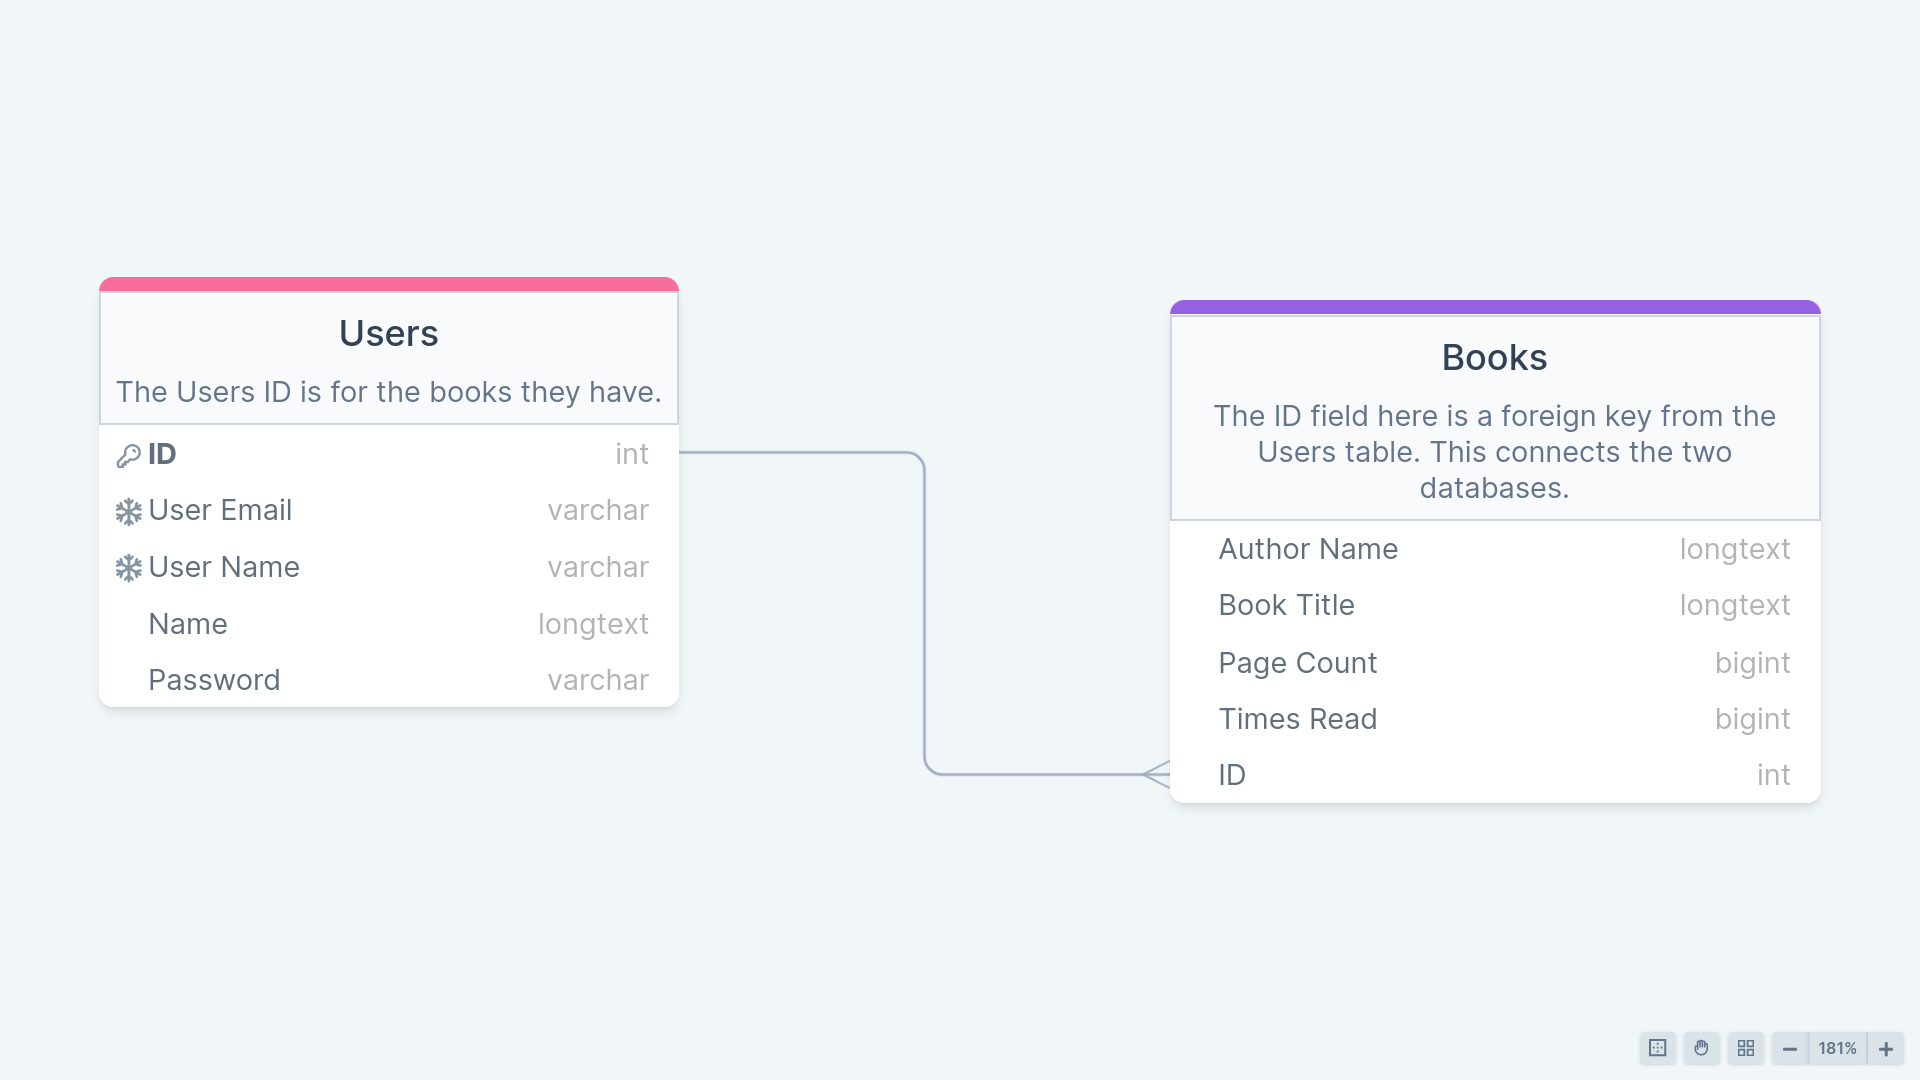 Users
The Users ID is for the books they have.
ID int
User Email varchar
User Name varchar
Name longtext
Password varchar
Books
The ID field here is a foreign key from the
Users table. This connects the two
databases.
Author Name longtext
Book Title longtext
Page Count bigint
Times Read bigint
ID int
181%